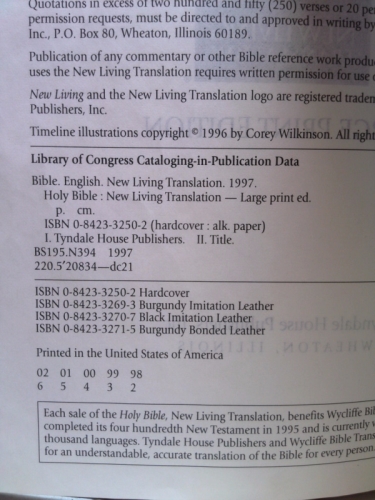 Quotations in excess of two hundred and fifty (250) verses or 20 per
permission requests, must be directed to and approved in writing by
Inc., P.O. Box 80, Wheaton, Illinois 60189.
Publication of any commentary or other Bible reference work produ
uses the New Living Translation requires written permission for use
New Living and the New Living Translation logo are registered tradem
Publishers, Inc.
Timeline illustrations copyright © 1996 by Corey Wilkinson. All right
Library of Congress Cataloging-in-Publication Data
Bible. English. New Living Translation. 1997.
Holy Bible : New Living Translation — Large print ed.
p. cm.
ISBN 0-8423-3250-2 (hardcover : alk. paper)
I. Tyndale House Publishers. II. Title.
BS195.N394 1997
220.5'20834—dc21
ISBN 0-8423-3250-2 Hardcover
ISBN 0-8423-3269-3 Burgundy Imitation Leather
ISBN 0-8423-3270-7 Black Imitation Leather
ISBN 0-8423-3271-5 Burgundy Bonded Leather
Printed in the United States of America
02 01 00 99 98
6 5 4 3 2
Each sale of the Holy Bible, New Living Translation, benefits Wycliffe Bib
completed its four hundredth New Testament in 1995 and is currently
thousand languages. Tyndale House Publishers and Wycliffe Bible Trans
for an understandable, accurate translation of the Bible for every person